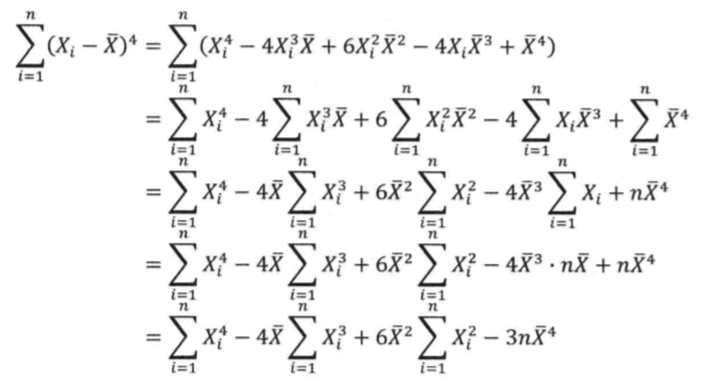 $\sum_{i=1}^{n}(X_i - \bar{X})^4 = \sum_{i=1}^{n}(X_i^4 - 4X_i^3\bar{X} + 6X_i^2\bar{X}^2 - 4X_i\bar{X}^3 + \bar{X}^4)$
$= \sum_{i=1}^{n} X_i^4 - 4\sum_{i=1}^{n} X_i^3\bar{X} + 6\sum_{i=1}^{n} X_i^2\bar{X}^2 - 4\sum_{i=1}^{n} X_i\bar{X}^3 + \sum_{i=1}^{n} \bar{X}^4$
$= \sum_{i=1}^{n} X_i^4 - 4\bar{X}\sum_{i=1}^{n} X_i^3 + 6\bar{X}^2\sum_{i=1}^{n} X_i^2 - 4\bar{X}^3\sum_{i=1}^{n} X_i + n\bar{X}^4$
$= \sum_{i=1}^{n} X_i^4 - 4\bar{X}\sum_{i=1}^{n} X_i^3 + 6\bar{X}^2\sum_{i=1}^{n} X_i^2 - 4\bar{X}^3 \cdot n\bar{X} + n\bar{X}^4$
$= \sum_{i=1}^{n} X_i^4 - 4\bar{X}\sum_{i=1}^{n} X_i^3 + 6\bar{X}^2\sum_{i=1}^{n} X_i^2 - 3n\bar{X}^4$